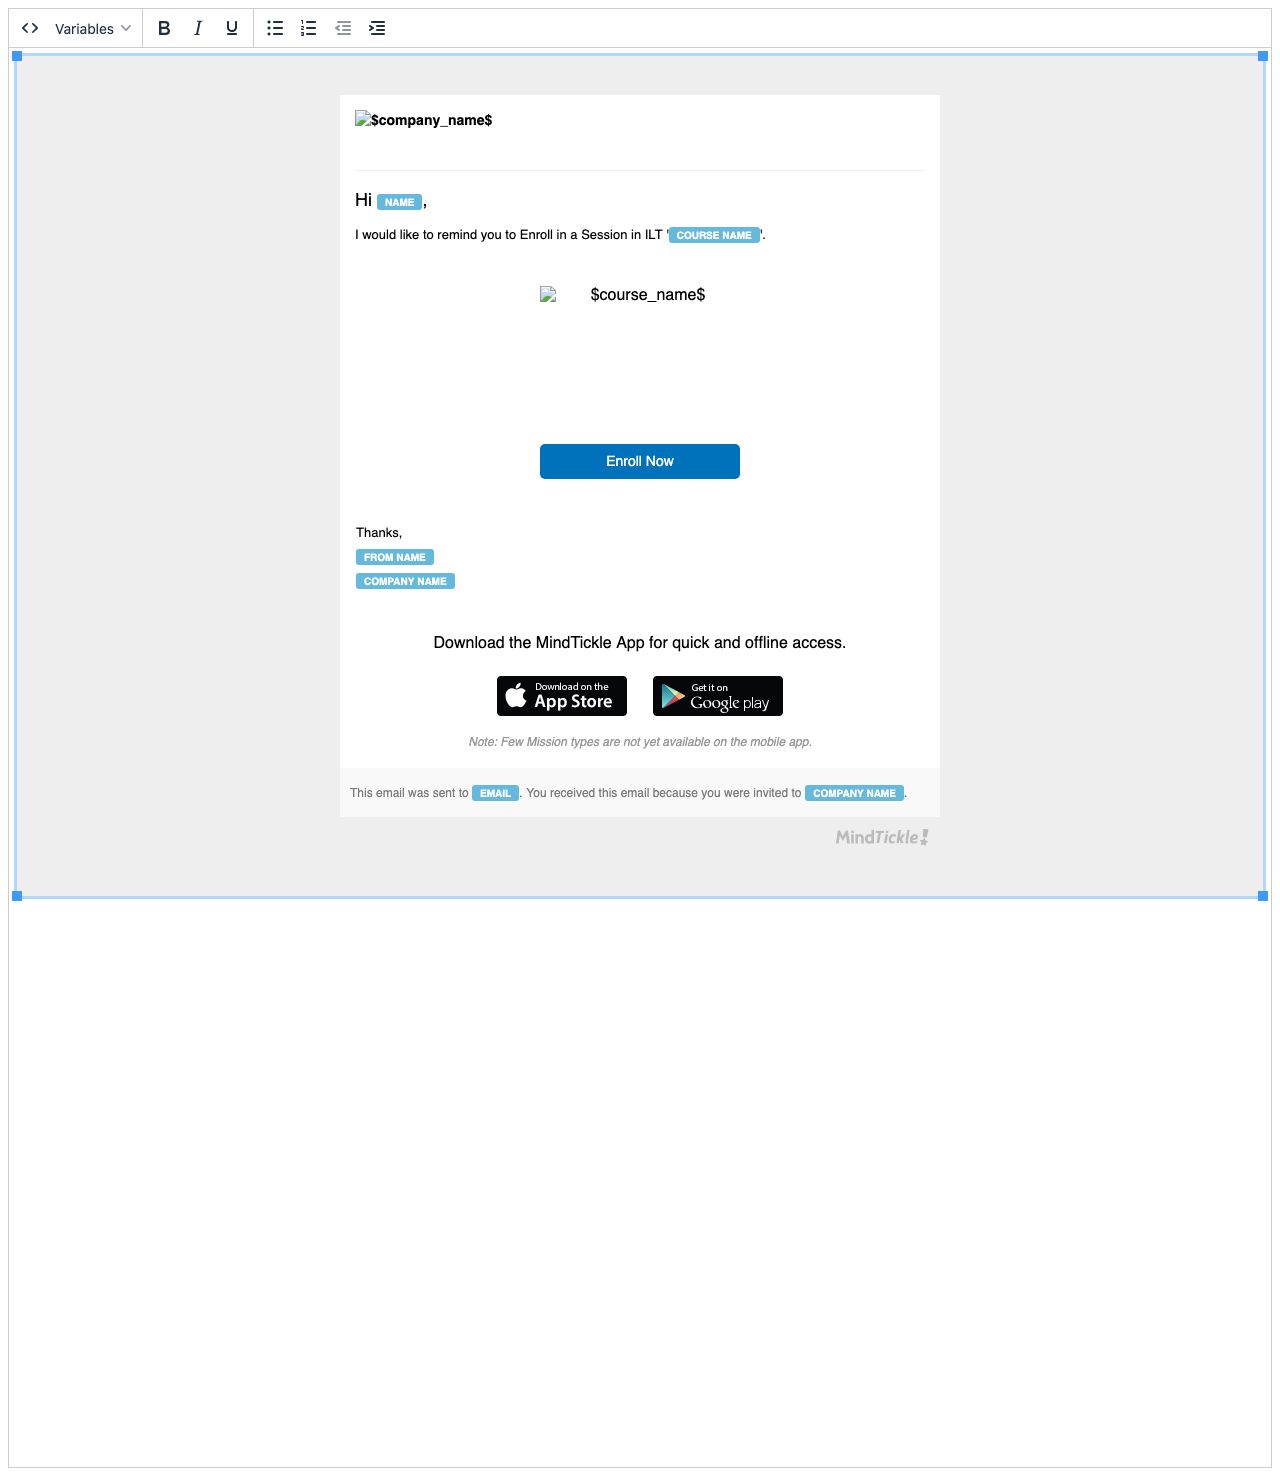 Variables
$company_name$
Hi NAME,
I would like to remind you to Enroll in a Session in ILT 'COURSE NAME'.
$course_name$
Enroll Now
Thanks,
FROM NAME
COMPANY NAME
Download the MindTickle App for quick and offline access.
Download on the
App Store
Get it on
Google play
Note: Few Mission types are not yet available on the mobile app.
This email was sent to EMAIL. You received this email because you were invited to COMPANY NAME.
MindTickle!